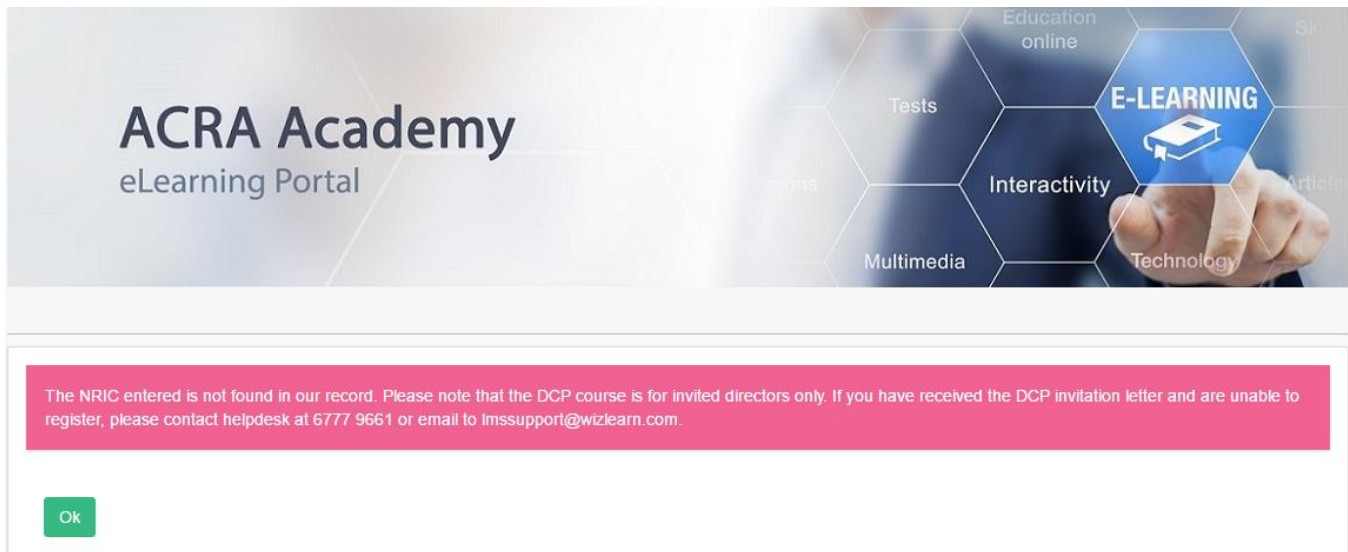 Education
online
Tests
E-LEARNING
ACRA Academy
eLearning Portal
Interactivity
Multimedia
Technology
The NRIC entered is not found in our record. Please note that the DCP course is for invited directors only. If you have received the DCP invitation letter and are unable to
register, please contact helpdesk at 6777 9661 or email to lmssupport@wizlearn.com.
Ok